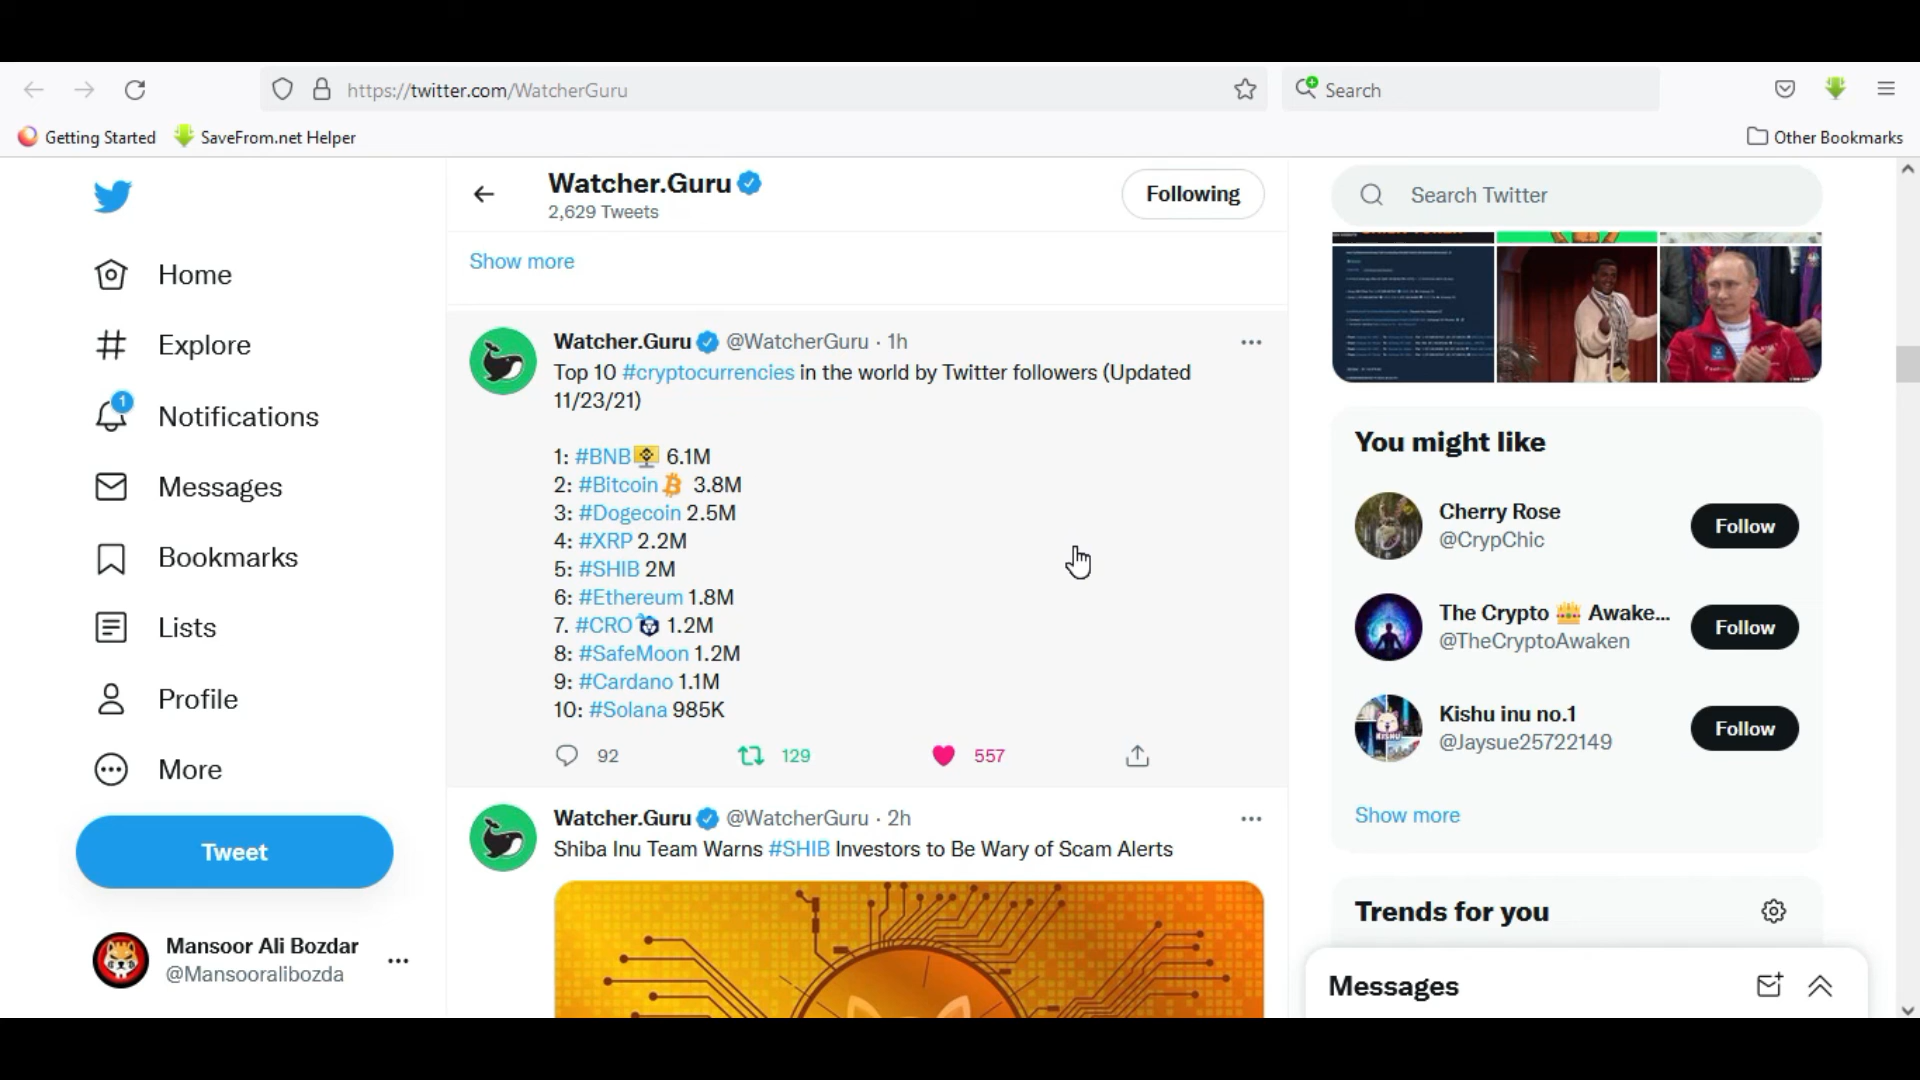 https://twitter.com/WatcherGuru
Search
Getting Started
SaveFrom.net Helper
Other Bookmarks
Home
Explore
1
Notifications
Messages
Bookmarks
Lists
Profile
More
Tweet
Mansoor Ali Bozdar
@Mansooralibozda
Watcher.Guru
2,629 Tweets
Following
Show more
Watcher.Guru @WatcherGuru · 1h
Top 10 #cryptocurrencies in the world by Twitter followers (Updated
11/23/21)
1: #BNB 6.1M
2: #Bitcoin 3.8M
3: #Dogecoin 2.5M
4: #XRP 2.2M
5: #SHIB 2M
6: #Ethereum 1.8M
7. #CRO 1.2M
8: #SafeMoon 1.2M
9: #Cardano 1.1M
10: #Solana 985K
92 129 557
Watcher.Guru @WatcherGuru · 2h
Shiba Inu Team Warns #SHIB Investors to Be Wary of Scam Alerts
Search Twitter
You might like
Cherry Rose
@CrypChic
Follow
The Crypto Awake...
@TheCryptoAwaken
Follow
Kishu inu no.1
@Jaysue25722149
Follow
Show more
Trends for you
Messages